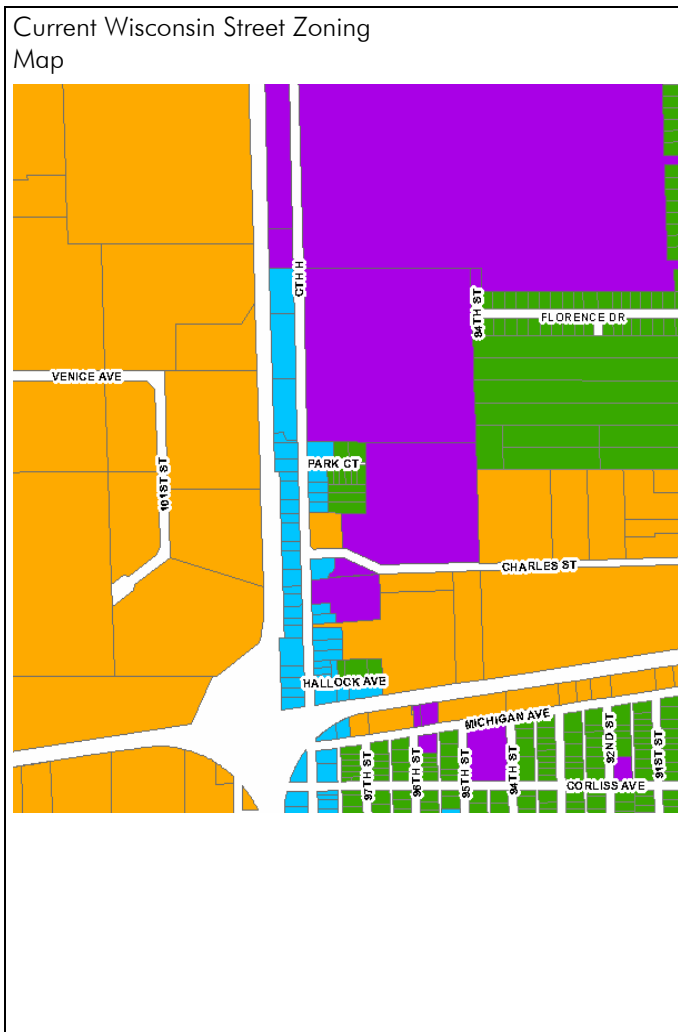 Current Wisconsin Street Zoning
Map
CTH H
94TH ST
FLORENCE DR
VENICE AVE
101ST ST
PARK CT
CHARLES ST
HALLOCK AVE
MICHIGAN AVE
97TH ST
96TH ST
95TH ST
94TH ST
92ND ST
91ST ST
CORLISS AVE